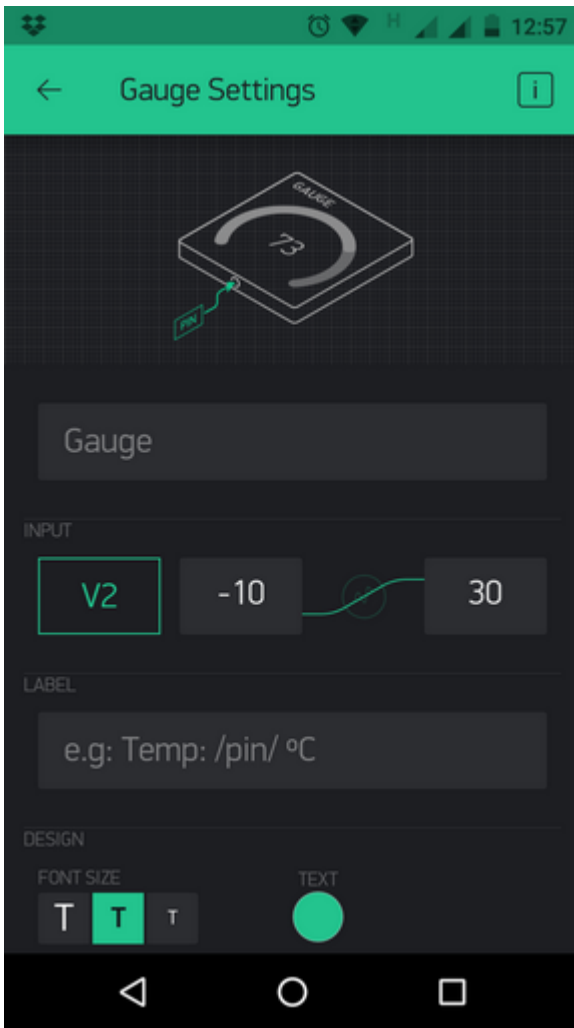 H 12:57
Gauge Settings
i
GAUGE
73
PIN
Gauge
INPUT
V2 -10 30
LABEL
e.g: Temp: /pin/ ºC
DESIGN
FONT SIZE TEXT
T T T